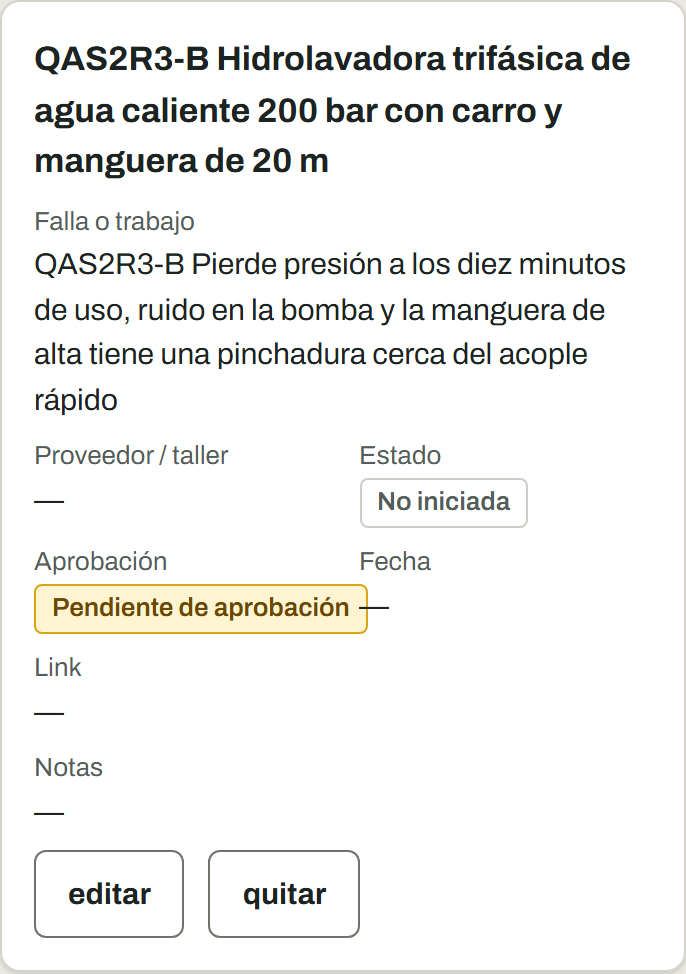 QAS2R3-B Hidrolavadora trifásica de
agua caliente 200 bar con carro y
manguera de 20 m
Falla o trabajo
QAS2R3-B Pierde presión a los diez minutos
de uso, ruido en la bomba y la manguera de
alta tiene una pinchadura cerca del acople
rápido
Proveedor / taller
—
Estado
No iniciada
Aprobación
Pendiente de aprobación
Fecha
—
Link
—
Notas
—
editar
quitar